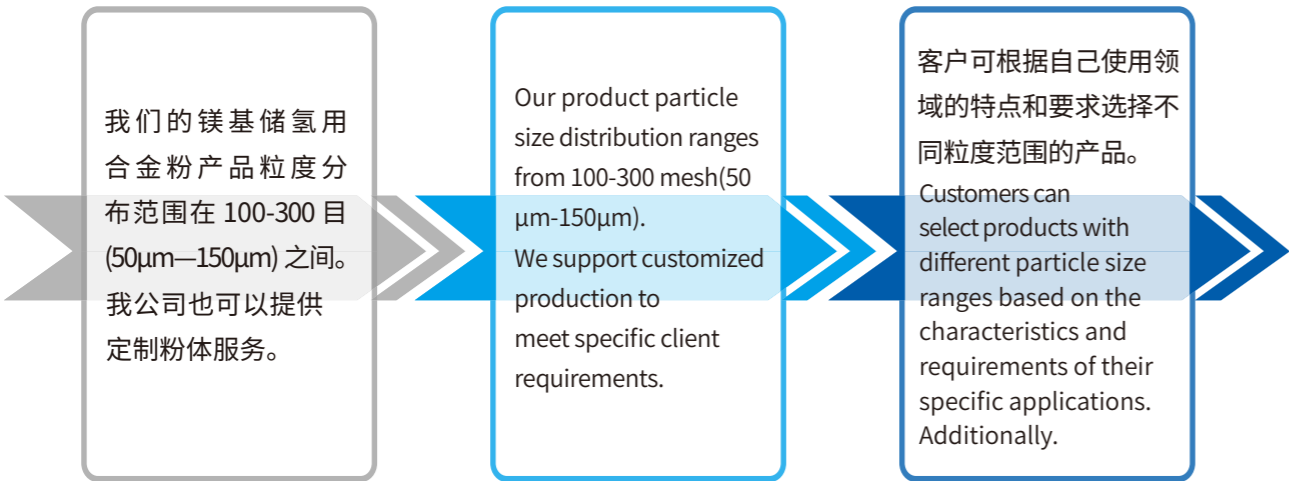 我们的镁基储氢用
合金粉产品粒度分
布范围在 100-300 目
(50μm—150μm) 之间。
我公司也可以提供
定制粉体服务。
Our product particle
size distribution ranges
from 100-300 mesh(50
μm-150μm).
We support customized
production to
meet specific client
requirements.
客户可根据自己使用领
域的特点和要求选择不
同粒度范围的产品。
Customers can
select products with
different particle size
ranges based on the
characteristics and
requirements of their
specific applications.
Additionally.